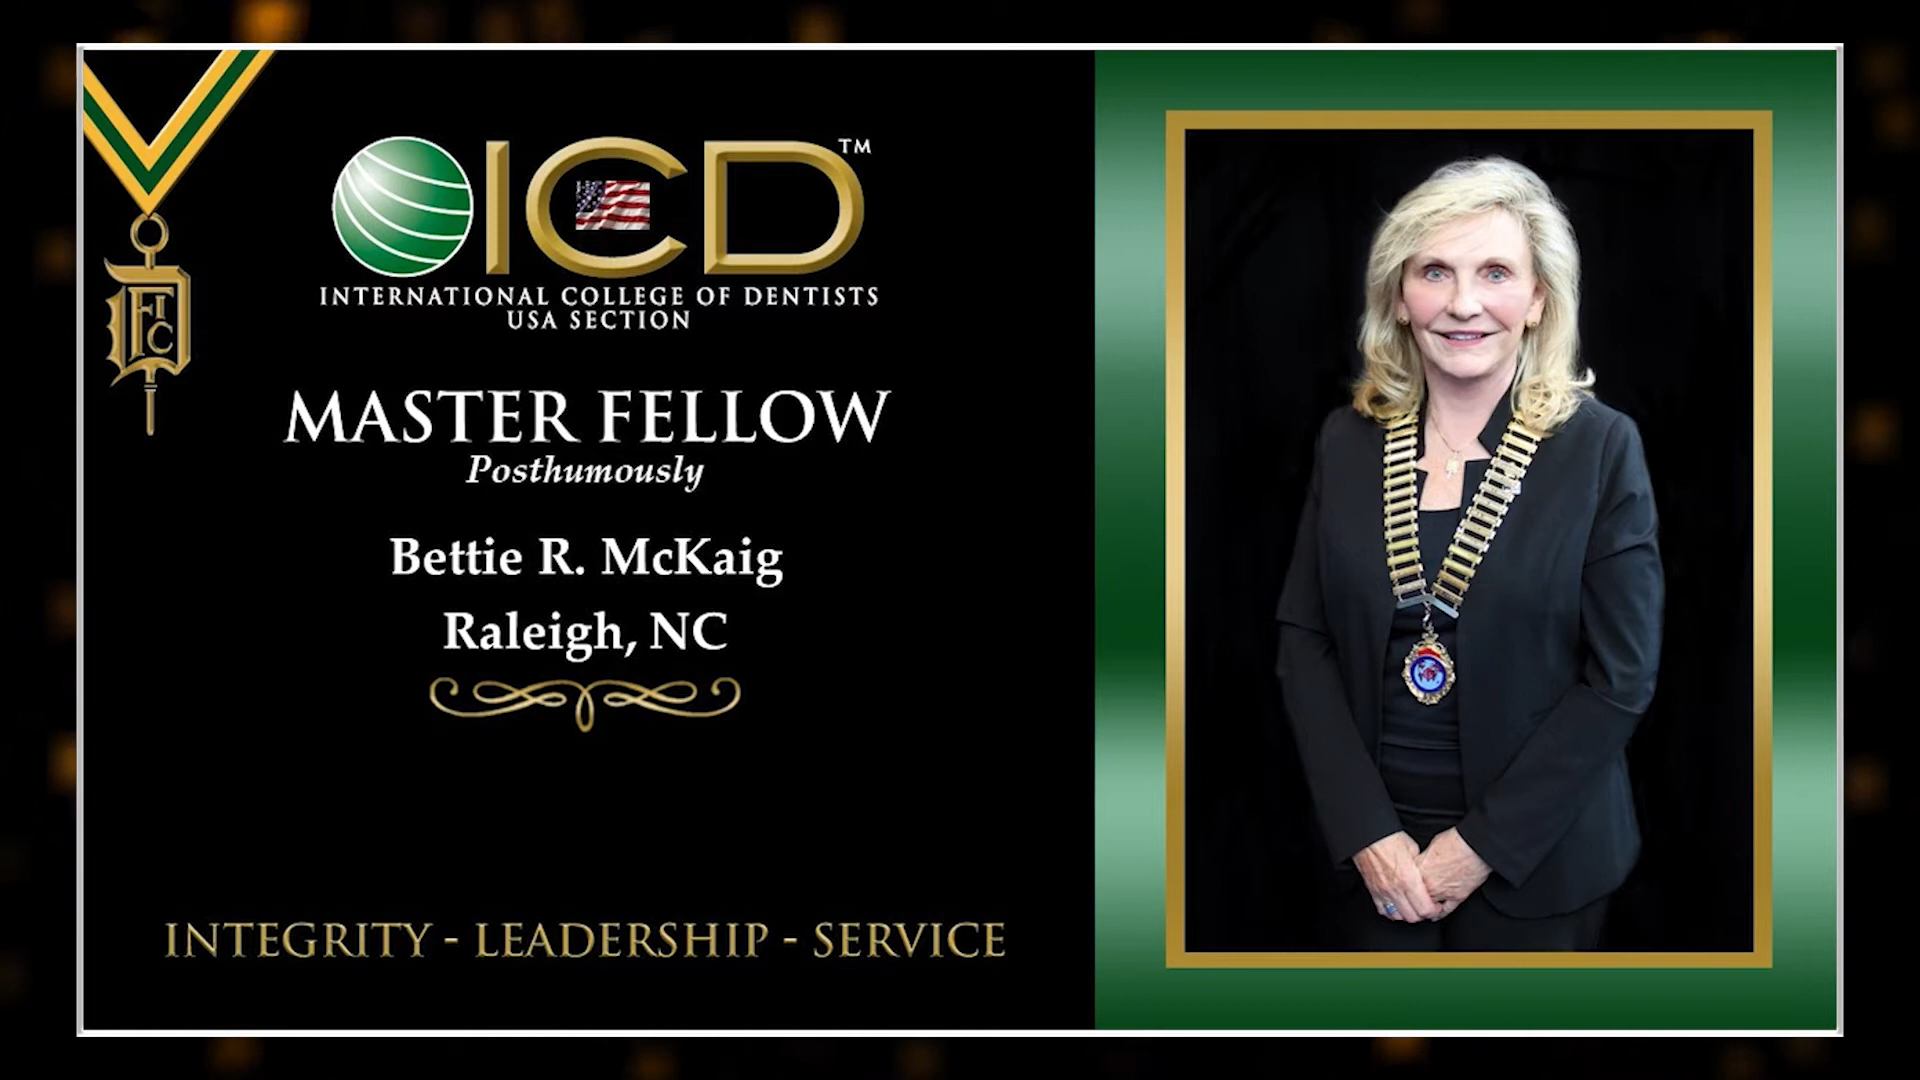 ICD™
INTERNATIONAL COLLEGE OF DENTISTS
USA SECTION
MASTER FELLOW
Posthumously
Bettie R. McKaig
Raleigh, NC
INTEGRITY - LEADERSHIP - SERVICE
D F I C